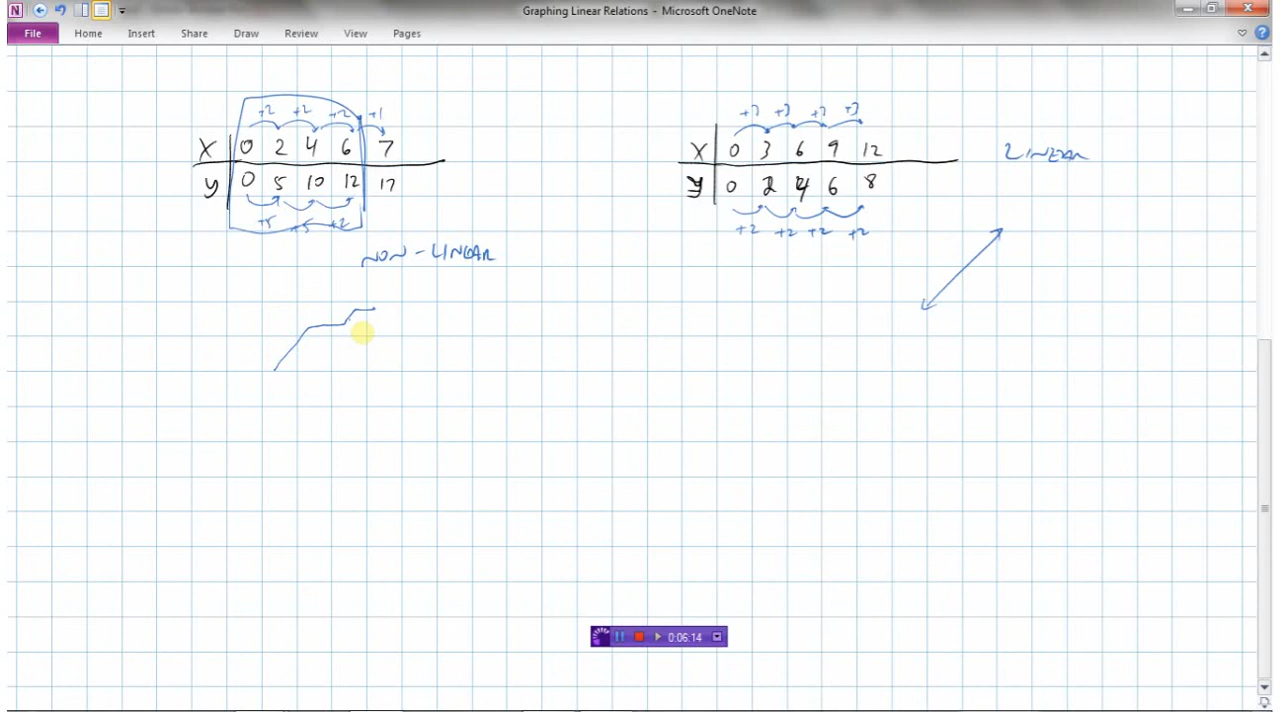 Graphing Linear Relations - Microsoft OneNote
File Home Insert Share Draw Review View Pages
+2 +2 +2 +1
X 0 2 4 6 7
y 0 5 10 12 17
+5 +5 +2
NON-LINEAR
+3 +3 +3 +3
X 0 3 6 9 12
y 0 2 4 6 8
+2 +2 +2 +2
LINEAR
0:06:14